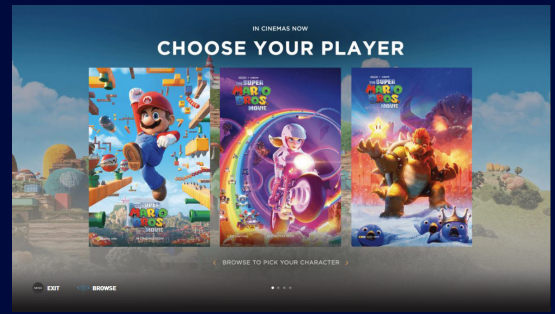 IN CINEMAS NOW
CHOOSE YOUR PLAYER
THE SUPER
MARIO
BROS
MOVIE
THE SUPER
MARIO
BROS
MOVIE
THE SUPER
MARIO
BROS
MOVIE
BROWSE TO PICK YOUR CHARACTER
EXIT
BROWSE